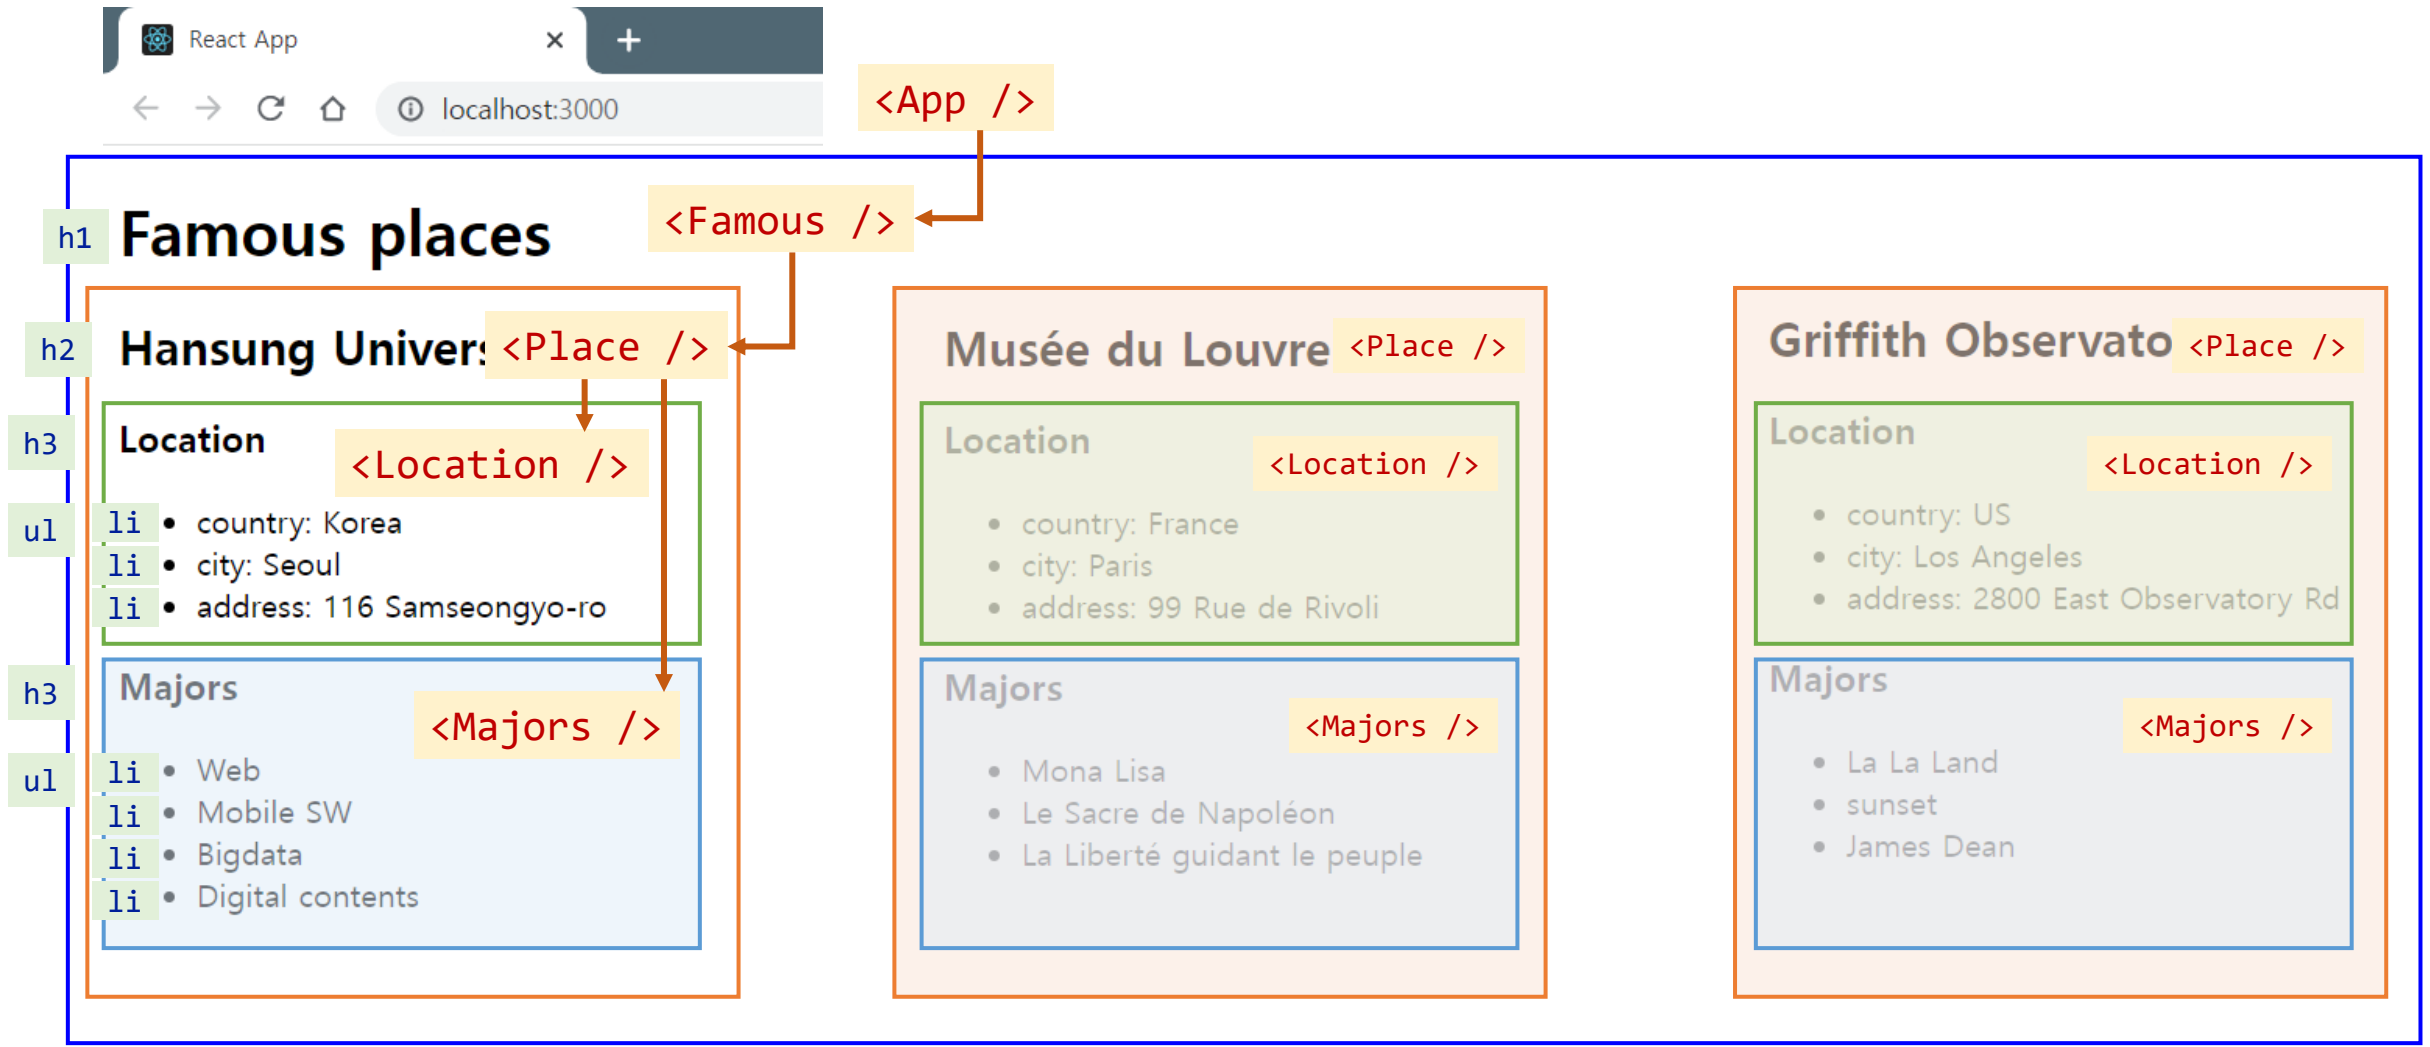 React App
localhost:3000
<App />
<Famous />
h1 Famous places
h2 Hansung <Place />
h3 Location
<Location />
ul
li country: Korea
li city: Seoul
li address: 116 Samseongyo-ro
h3 Majors
<Majors />
ul
li Web
li Mobile SW
li Bigdata
li Digital contents
Musée du Louvre <Place />
Location
<Location />
country: France
city: Paris
address: 99 Rue de Rivoli
Majors
<Majors />
Mona Lisa
Le Sacre de Napoléon
La Liberté guidant le peuple
Griffith <Place />
Location
<Location />
country: US
city: Los Angeles
address: 2800 East Observatory Rd
Majors
<Majors />
La La Land
sunset
James Dean